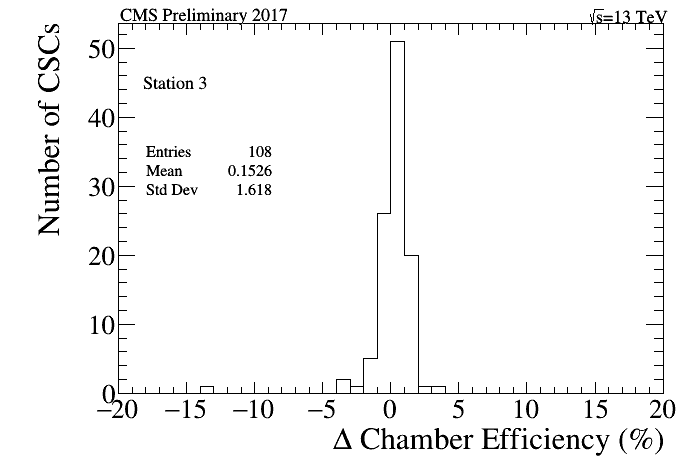 CMS Preliminary 2017
√s=13 TeV
Number of CSCs
50
40
30
20
10
0
Station 3
Entries 108
Mean 0.1526
Std Dev 1.618
−20 −15 −10 −5 0 5 10 15 20
Δ Chamber Efficiency (%)